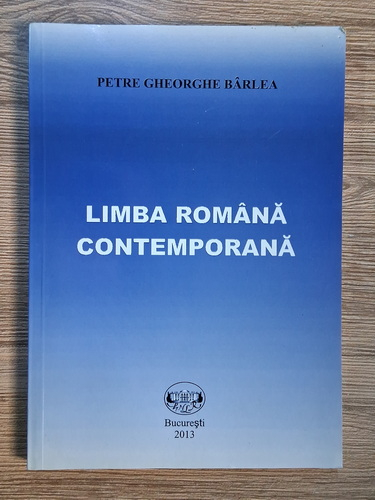 PETRE GHEORGHE BÂRLEA
LIMBA ROMÂNĂ
CONTEMPORANĂ
București
2013